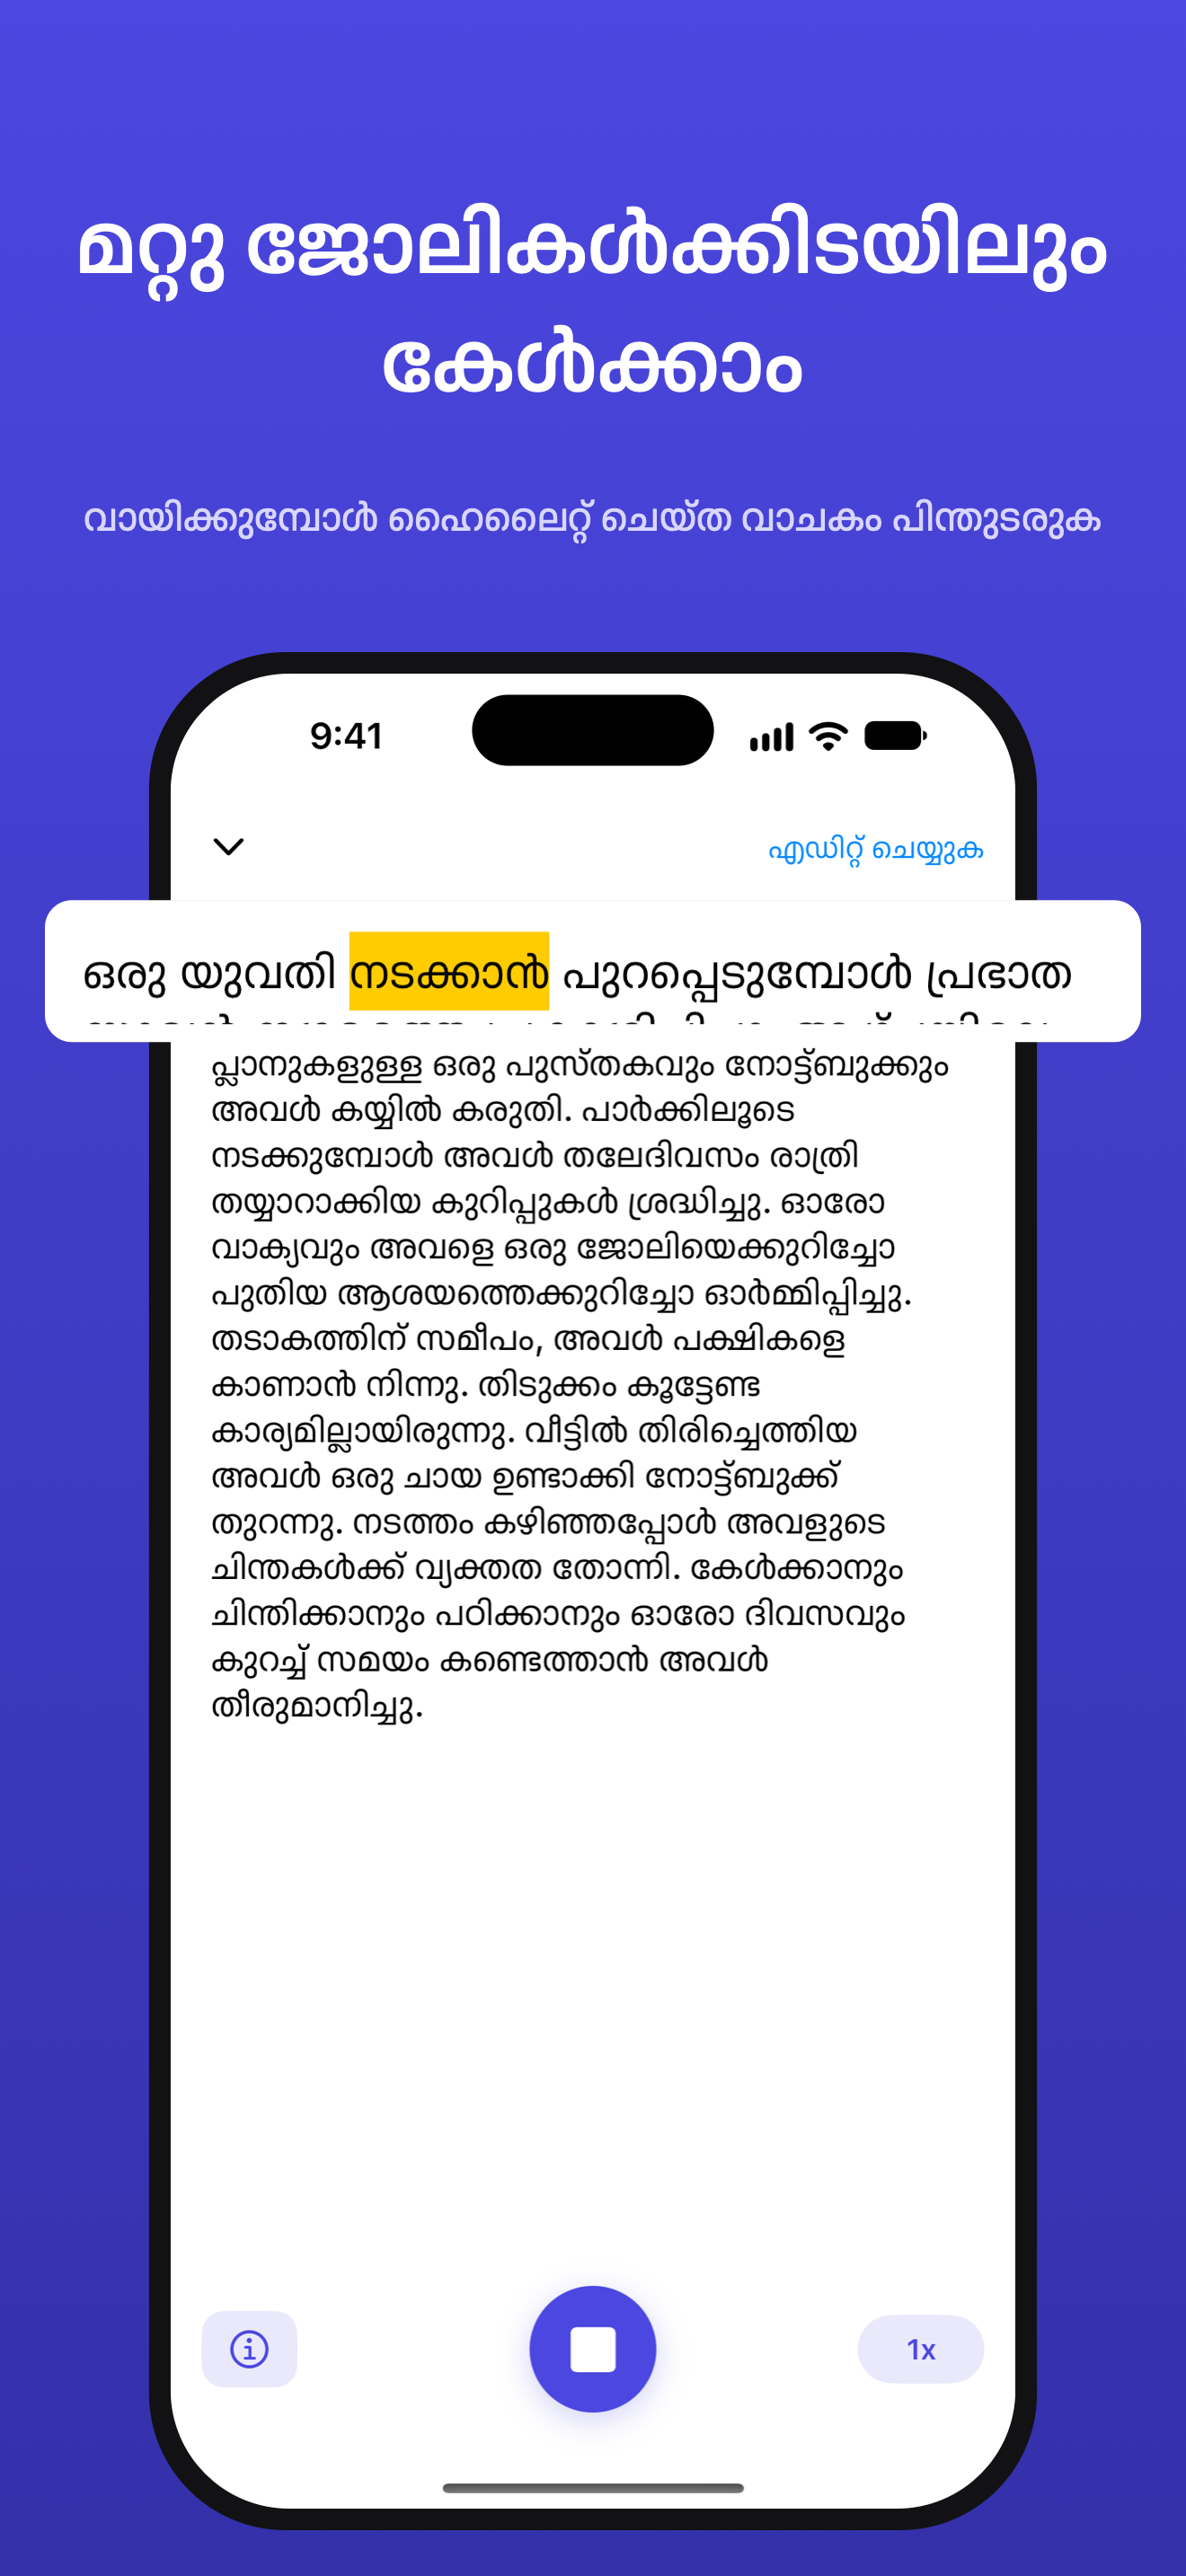 മറ്റു ജോലികൾക്കിടയിലും
കേൾക്കാം
വായിക്കുമ്പോൾ ഹൈലൈറ്റ് ചെയ്ത വാചകം പിന്തുടരുക
9:41
എഡിറ്റ് ചെയ്യുക
ഒരു യുവതി നടക്കാൻ പുറപ്പെടുമ്പോൾ പ്രഭാത
പ്ലാനുകളുള്ള ഒരു പുസ്തകവും നോട്ട്ബുക്കും
അവൾ കയ്യിൽ കരുതി. പാർക്കിലൂടെ
നടക്കുമ്പോൾ അവൾ തലേദിവസം രാത്രി
തയ്യാറാക്കിയ കുറിപ്പുകൾ ശ്രദ്ധിച്ചു. ഓരോ
വാക്യവും അവളെ ഒരു ജോലിയെക്കുറിച്ചോ
പുതിയ ആശയത്തെക്കുറിച്ചോ ഓർമ്മിപ്പിച്ചു.
തടാകത്തിന് സമീപം, അവൾ പക്ഷികളെ
കാണാൻ നിന്നു. തിടുക്കം കൂട്ടേണ്ട
കാര്യമില്ലായിരുന്നു. വീട്ടിൽ തിരിച്ചെത്തിയ
അവൾ ഒരു ചായ ഉണ്ടാക്കി നോട്ട്ബുക്ക്
തുറന്നു. നടത്തം കഴിഞ്ഞപ്പോൾ അവളുടെ
ചിന്തകൾക്ക് വ്യക്തത തോന്നി. കേൾക്കാനും
ചിന്തിക്കാനും പഠിക്കാനും ഓരോ ദിവസവും
കുറച്ച് സമയം കണ്ടെത്താൻ അവൾ
തീരുമാനിച്ചു.
1x